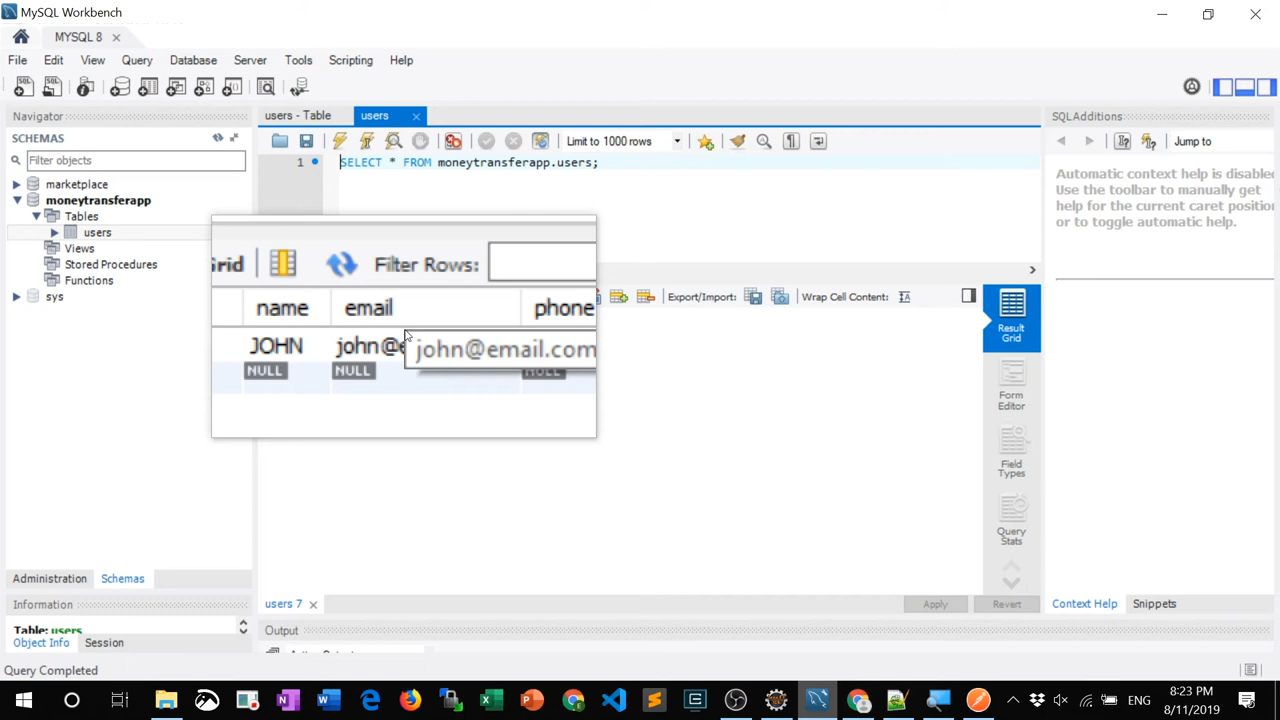 MySQL Workbench
MYSQL 8
File Edit View Query Database Server Tools Scripting Help
Navigator
SCHEMAS
Filter objects
marketplace
moneytransferapp
Tables
users
Views
Stored Procedures
Functions
sys
Administration Schemas
Information
Table: users
Object Info Session
Query Completed
users - Table users
Limit to 1000 rows
1 SELECT * FROM moneytransferapp.users;
Grid Filter Rows:
name email phone
JOHN john@e john@email.com
NULL NULL NULL
Export/Import: Wrap Cell Content:
Result
Grid
Form
Editor
Field
Types
Query
Stats
users 7 Apply Revert
Output
SQLAdditions
Jump to
Automatic context help is disabled
Use the toolbar to manually get
help for the current caret position
or to toggle automatic help.
Context Help Snippets
ENG
8:23 PM
8/11/2019